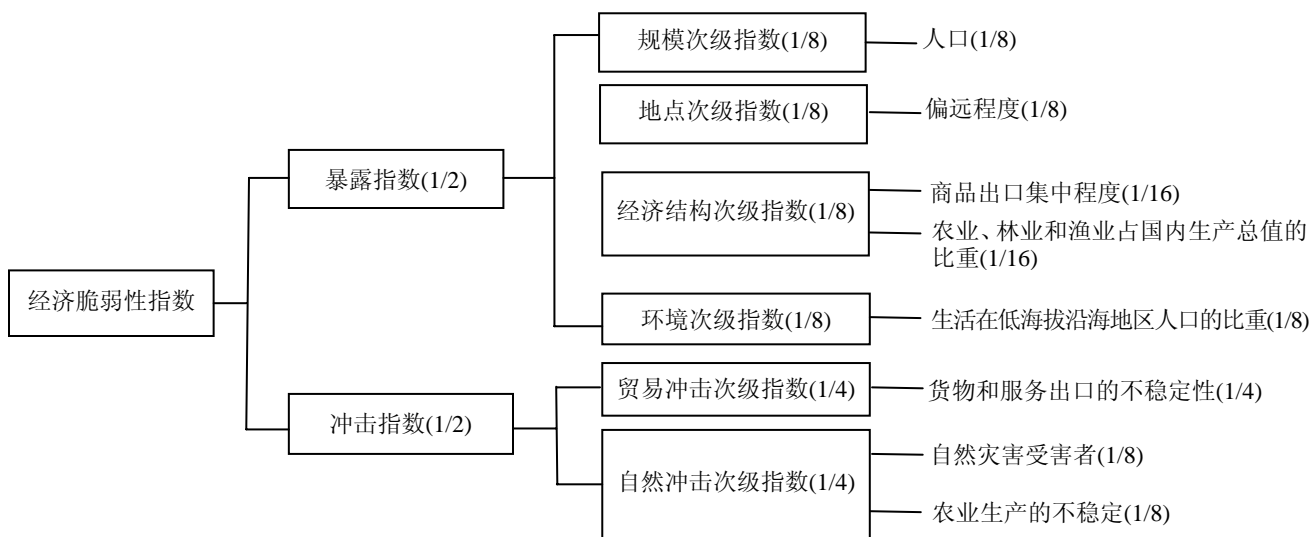 规模次级指数(1/8)
人口(1/8)
地点次级指数(1/8)
偏远程度(1/8)
暴露指数(1/2)
经济结构次级指数(1/8)
商品出口集中程度(1/16)
农业、林业和渔业占国内生产总值的
比重(1/16)
经济脆弱性指数
环境次级指数(1/8)
生活在低海拔沿海地区人口的比重(1/8)
贸易冲击次级指数(1/4)
货物和服务出口的不稳定性(1/4)
冲击指数(1/2)
自然冲击次级指数(1/4)
自然灾害受害者(1/8)
农业生产的不稳定(1/8)